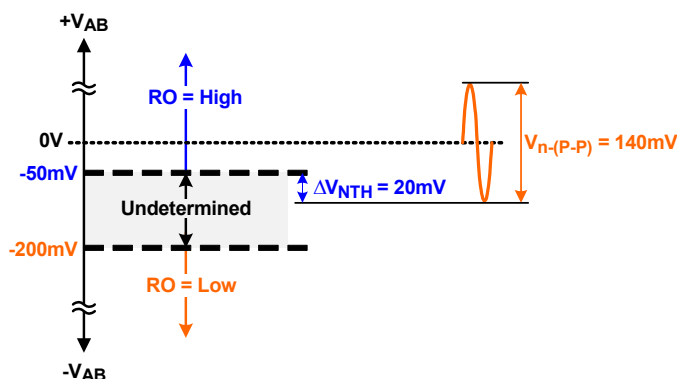 +VAB
RO = High
0V
Vn-(P-P) = 140mV
-50mV
ΔVNTH = 20mV
Undetermined
-200mV
RO = Low
-VAB